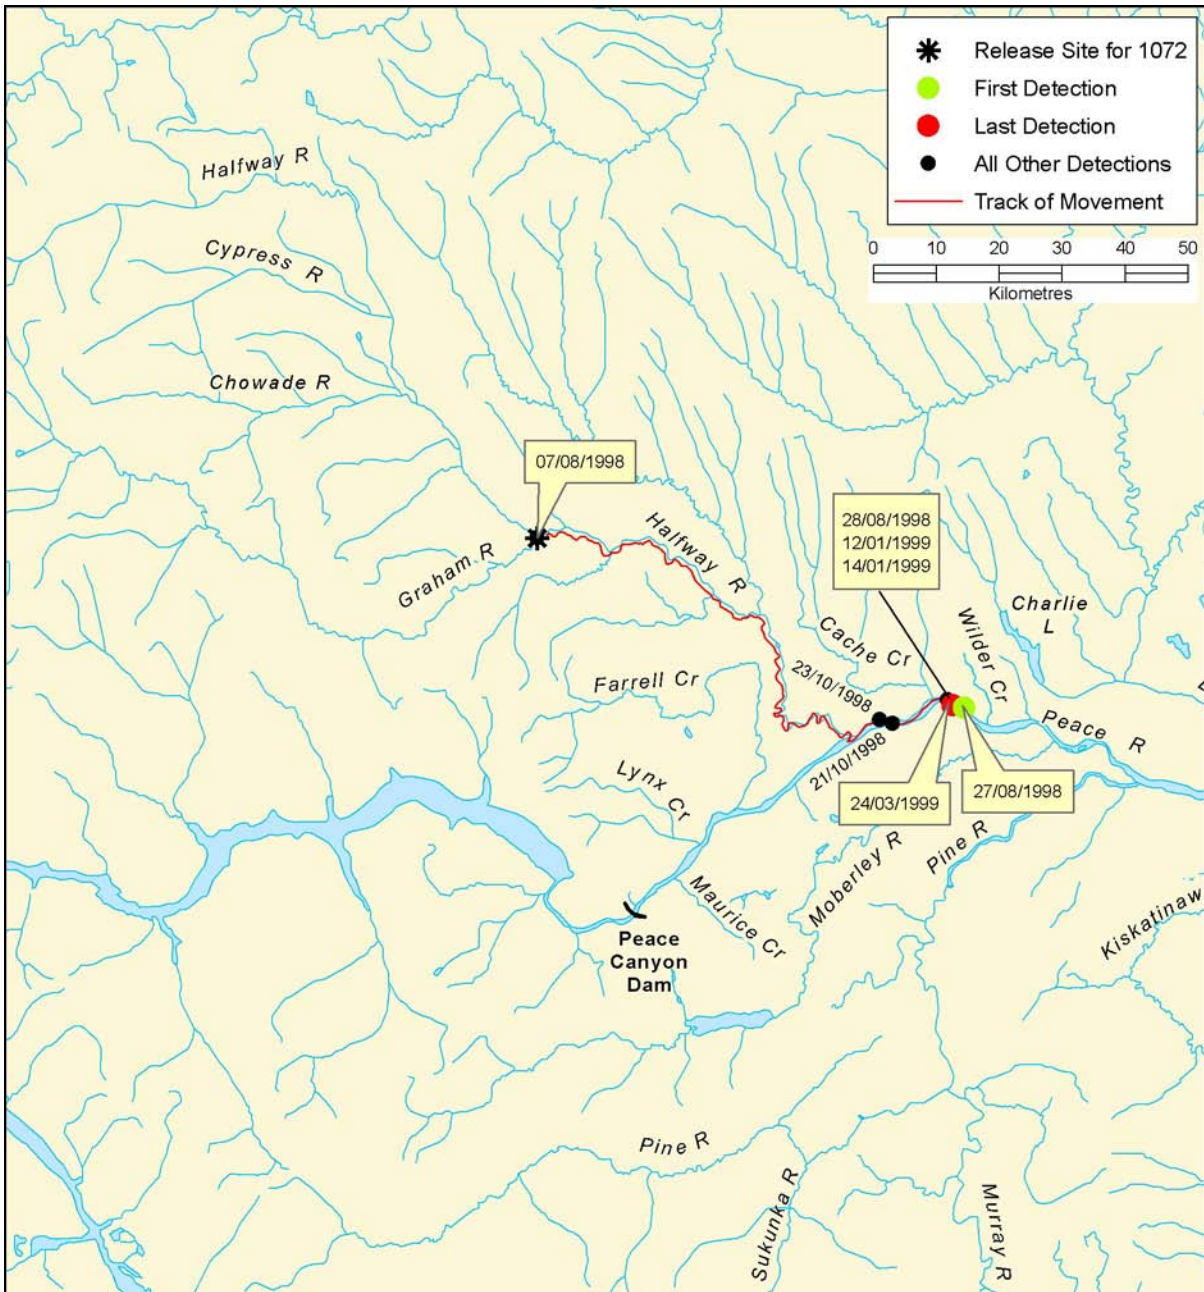 Release Site for 1072
First Detection
Last Detection
All Other Detections
Track of Movement
0 10 20 30 40 50
Kilometres
Halfway R
Cypress R
Chowade R
07/08/1998
Graham R
Halfway R
28/08/1998
12/01/1999
14/01/1999
Cache Cr
Wilder Cr
Charlie
L
Farrell Cr
23/10/1998
21/10/1998
Peace R
Lynx Cr
24/03/1999
27/08/1998
Moberley R
Pine R
Maurice Cr
Kiskatinaw
Peace
Canyon
Dam
Pine R
Sukunka R
Murray R